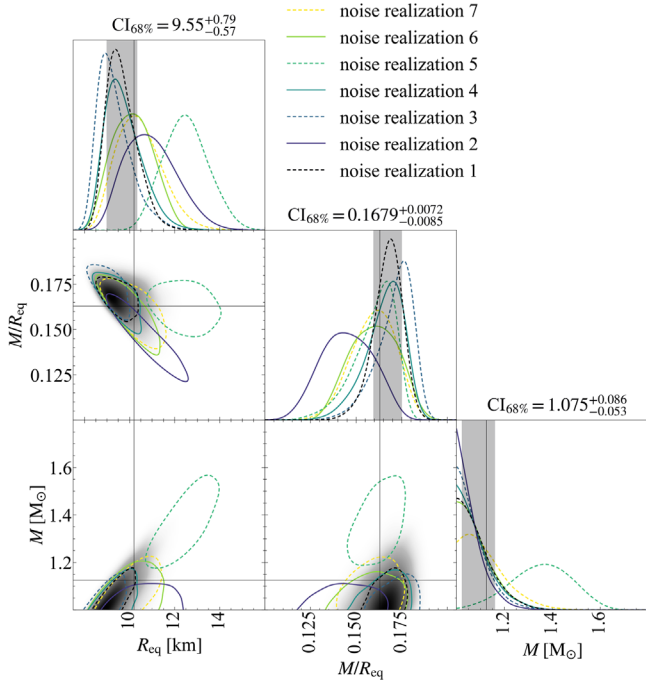 CI68% = 9.55+0.79−0.57
noise realization 7
noise realization 6
noise realization 5
noise realization 4
noise realization 3
noise realization 2
noise realization 1
CI68% = 0.1679+0.0072−0.0085
M/Req
0.175
0.150
0.125
CI68% = 1.075+0.086−0.053
M [M⊙]
1.6
1.4
1.2
10 12 14
0.125 0.150 0.175
1.2 1.4 1.6
Req [km]
M/Req
M [M⊙]